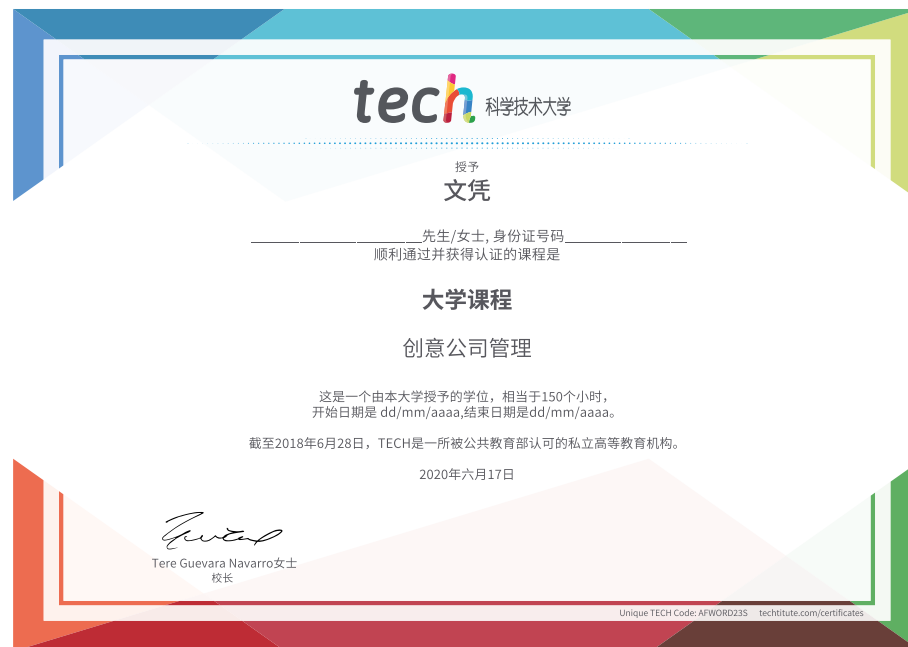 tech 科学技术大学
授予
文凭
______________________先生/女士, 身份证号码________________
顺利通过并获得认证的课程是
大学课程
创意公司管理
这是一个由本大学授予的学位，相当于150个小时，
开始日期是 dd/mm/aaaa,结束日期是dd/mm/aaaa。
截至2018年6月28日，TECH是一所被公共教育部认可的私立高等教育机构。
2020年六月17日
Tere Guevara Navarro女士
校长
Unique TECH Code: AFWORD23S techtitute.com/certificates